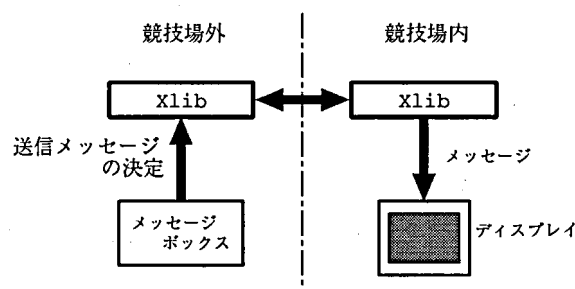 競技場外
競技場内
Xlib
Xlib
送信メッセージ
の決定
メッセージ
メッセージ
ボックス
ディスプレイ